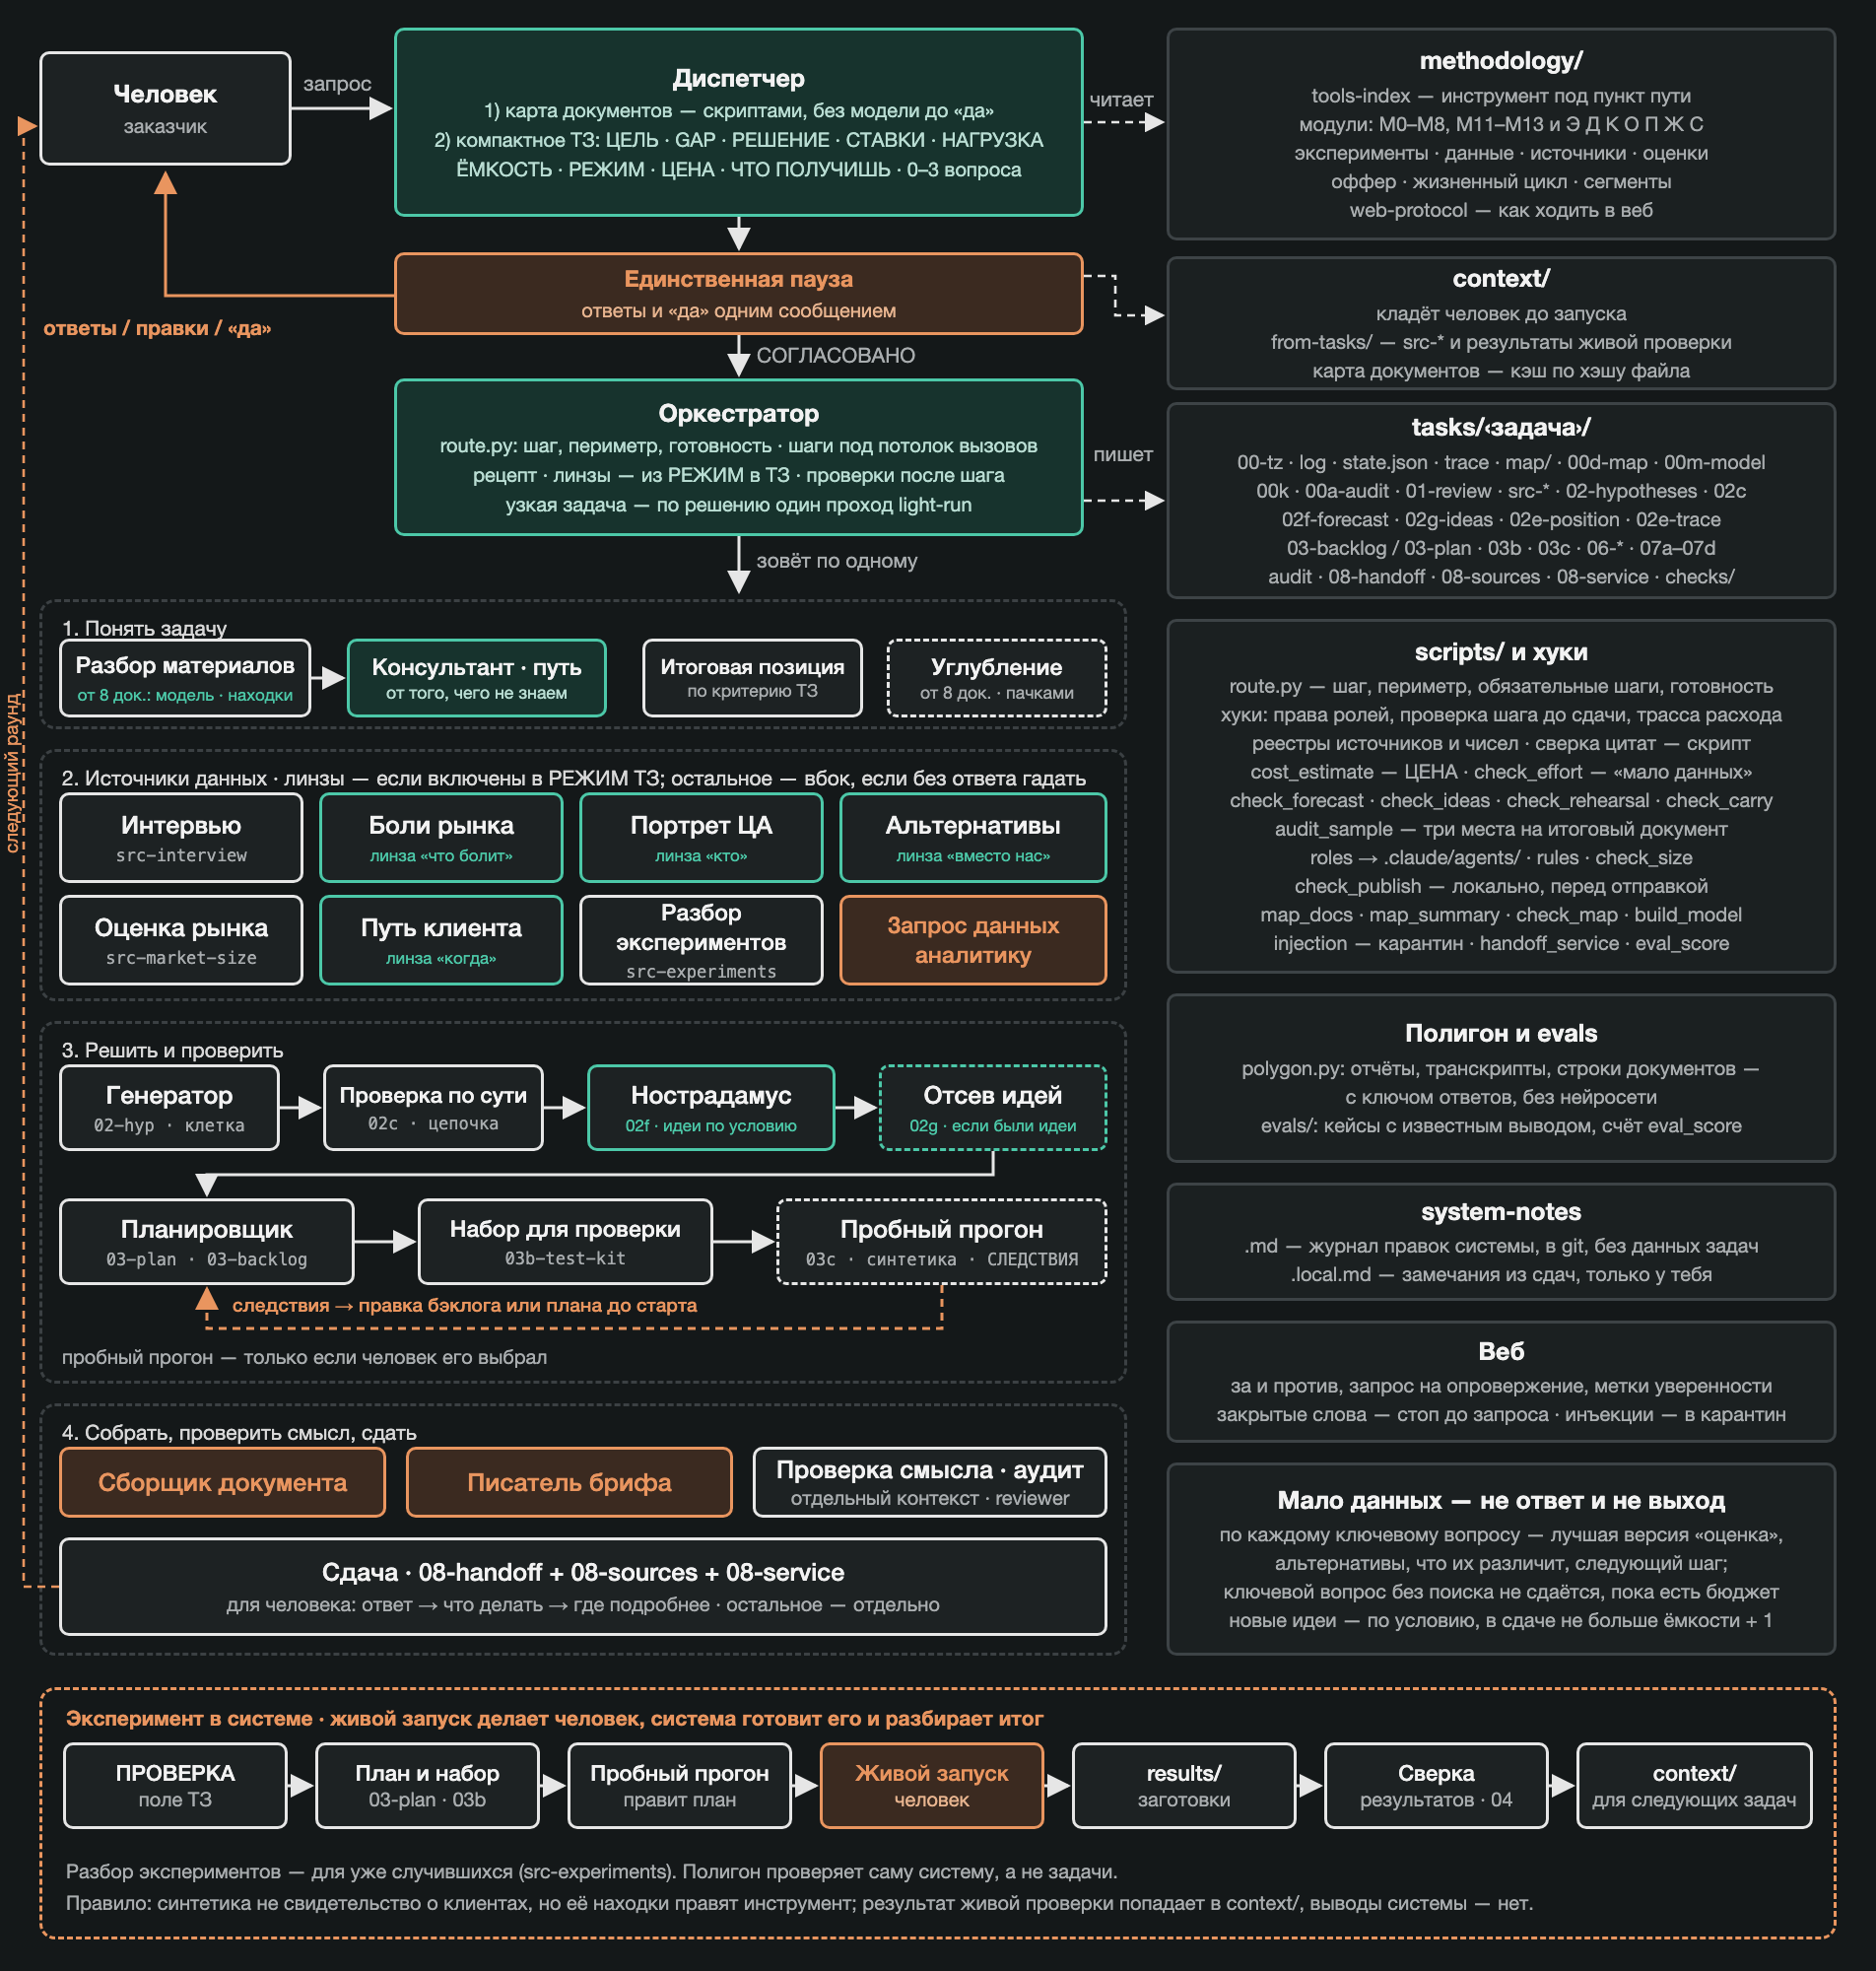 Человек
заказчик
запрос
Диспетчер
1) карта документов — скриптами, без модели до «да»
2) компактное ТЗ: ЦЕЛЬ · GAP · РЕШЕНИЕ · СТАВКИ · НАГРУЗКА
ЁМКОСТЬ · РЕЖИМ · ЦЕНА · ЧТО ПОЛУЧИШЬ · 0–3 вопроса
читает
methodology/
tools-index — инструмент под пункт пути
модули: М0–М8, М11–М13 и Э Д К О П Ж С
эксперименты · данные · источники · оценки
оффер · жизненный цикл · сегменты
web-protocol — как ходить в веб
Единственная пауза
ответы и «да» одним сообщением
ответы / правки / «да»
СОГЛАСОВАНО
context/
кладёт человек до запуска
from-tasks/ — src-* и результаты живой проверки
карта документов — кэш по хэшу файла
Оркестратор
route.py: шаг, периметр, готовность · шаги под потолок вызовов
рецепт · линзы — из РЕЖИМ в ТЗ · проверки после шага
узкая задача — по решению один проход light-run
пишет
зовёт по одному
tasks/‹задача›/
00-tz · log · state.json · trace · map/ · 00d-map · 00m-model
00k · 00a-audit · 01-review · src-* · 02-hypotheses · 02c
02f-forecast · 02g-ideas · 02e-position · 02e-trace
03-backlog / 03-plan · 03b · 03c · 06-* · 07a–07d
audit · 08-handoff · 08-sources · 08-service · checks/
следующий раунд
1. Понять задачу
Разбор материалов
от 8 док.: модель · находки
Консультант · путь
от того, чего не знаем
Итоговая позиция
по критерию ТЗ
Углубление
от 8 док. · пачками
2. Источники данных · линзы — если включены в РЕЖИМ ТЗ; остальное — вбок, если без ответа гадать
Интервью
src-interview
Боли рынка
линза «что болит»
Портрет ЦА
линза «кто»
Альтернативы
линза «вместо нас»
Оценка рынка
src-market-size
Путь клиента
линза «когда»
Разбор
экспериментов
src-experiments
Запрос данных
аналитику
scripts/ и хуки
route.py — шаг, периметр, обязательные шаги, готовность
хуки: права ролей, проверка шага до сдачи, трасса расхода
реестры источников и чисел · сверка цитат — скрипт
cost_estimate — ЦЕНА · check_effort — «мало данных»
check_forecast · check_ideas · check_rehearsal · check_carry
audit_sample — три места на итоговый документ
roles → .claude/agents/ · rules · check_size
check_publish — локально, перед отправкой
map_docs · map_summary · check_map · build_model
injection — карантин · handoff_service · eval_score
3. Решить и проверить
Генератор
02-hyp · клетка
Проверка по сути
02c · цепочка
Нострадамус
02f · идеи по условию
Отсев идей
02g · если были идеи
Планировщик
03-plan · 03-backlog
Набор для проверки
03b-test-kit
Пробный прогон
03c · синтетика · СЛЕДСТВИЯ
следствия → правка бэклога или плана до старта
пробный прогон — только если человек его выбрал
Полигон и evals
polygon.py: отчёты, транскрипты, строки документов —
с ключом ответов, без нейросети
evals/: кейсы с известным выводом, счёт eval_score
system-notes
.md — журнал правок системы, в git, без данных задач
.local.md — замечания из сдач, только у тебя
Веб
за и против, запрос на опровержение, метки уверенности
закрытые слова — стоп до запроса · инъекции — в карантин
4. Собрать, проверить смысл, сдать
Сборщик документа
Писатель брифа
Проверка смысла · аудит
отдельный контекст · reviewer
Сдача · 08-handoff + 08-sources + 08-service
для человека: ответ → что делать → где подробнее · остальное — отдельно
Мало данных — не ответ и не выход
по каждому ключевому вопросу — лучшая версия «оценка»,
альтернативы, что их различит, следующий шаг;
ключевой вопрос без поиска не сдаётся, пока есть бюджет
новые идеи — по условию, в сдаче не больше ёмкости + 1
Эксперимент в системе · живой запуск делает человек, система готовит его и разбирает итог
ПРОВЕРКА
поле ТЗ
План и набор
03-plan · 03b
Пробный прогон
правит план
Живой запуск
человек
results/
заготовки
Сверка
результатов · 04
context/
для следующих задач
Разбор экспериментов — для уже случившихся (src-experiments). Полигон проверяет саму систему, а не задачи.
Правило: синтетика не свидетельство о клиентах, но её находки правят инструмент; результат живой проверки попадает в context/, выводы системы — нет.